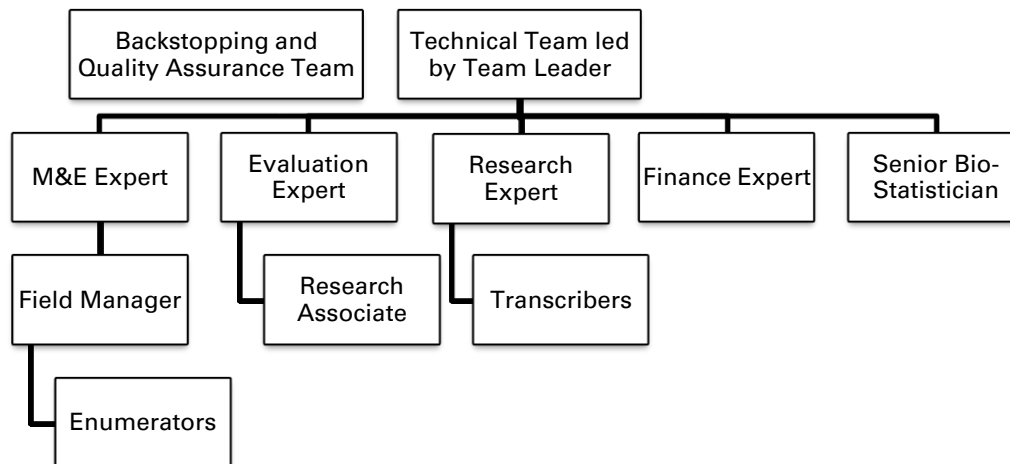 Backstopping and
Quality Assurance Team
Technical Team led
by Team Leader
M&E Expert
Evaluation
Expert
Research
Expert
Finance Expert
Senior Bio-
Statistician
Field Manager
Research
Associate
Transcribers
Enumerators